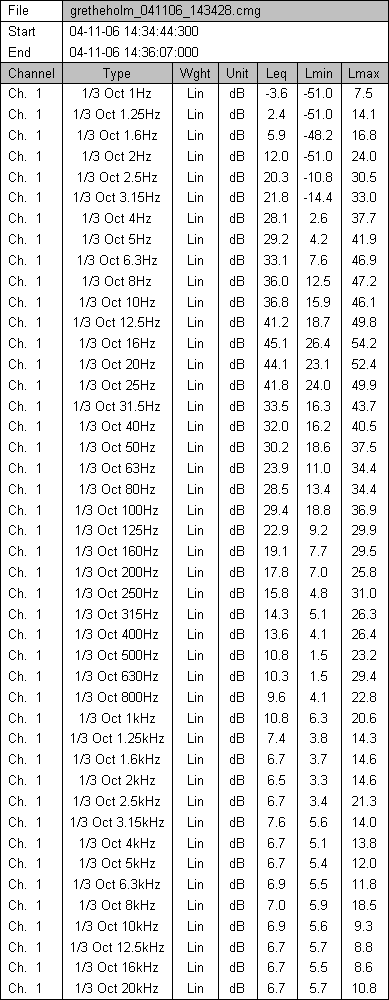 File gretheholm_041106_143428.cmg
Start 04-11-06 14:34:44:300
End 04-11-06 14:36:07:000
Channel Type Wght Unit Leq Lmin Lmax
Ch. 1 1/3 Oct 1Hz Lin dB -3.6 -51.0 7.5
Ch. 1 1/3 Oct 1.25Hz Lin dB 2.4 -51.0 14.1
Ch. 1 1/3 Oct 1.6Hz Lin dB 5.9 -48.2 16.8
Ch. 1 1/3 Oct 2Hz Lin dB 12.0 -51.0 24.0
Ch. 1 1/3 Oct 2.5Hz Lin dB 20.3 -10.8 30.5
Ch. 1 1/3 Oct 3.15Hz Lin dB 21.8 -14.4 33.0
Ch. 1 1/3 Oct 4Hz Lin dB 28.1 2.6 37.7
Ch. 1 1/3 Oct 5Hz Lin dB 29.2 4.2 41.9
Ch. 1 1/3 Oct 6.3Hz Lin dB 33.1 7.6 46.9
Ch. 1 1/3 Oct 8Hz Lin dB 36.0 12.5 47.2
Ch. 1 1/3 Oct 10Hz Lin dB 36.8 15.9 46.1
Ch. 1 1/3 Oct 12.5Hz Lin dB 41.2 18.7 49.8
Ch. 1 1/3 Oct 16Hz Lin dB 45.1 26.4 54.2
Ch. 1 1/3 Oct 20Hz Lin dB 44.1 23.1 52.4
Ch. 1 1/3 Oct 25Hz Lin dB 41.8 24.0 49.9
Ch. 1 1/3 Oct 31.5Hz Lin dB 33.5 16.3 43.7
Ch. 1 1/3 Oct 40Hz Lin dB 32.0 16.2 40.5
Ch. 1 1/3 Oct 50Hz Lin dB 30.2 18.6 37.5
Ch. 1 1/3 Oct 63Hz Lin dB 23.9 11.0 34.4
Ch. 1 1/3 Oct 80Hz Lin dB 28.5 13.4 34.4
Ch. 1 1/3 Oct 100Hz Lin dB 29.4 18.8 36.9
Ch. 1 1/3 Oct 125Hz Lin dB 22.9 9.2 29.9
Ch. 1 1/3 Oct 160Hz Lin dB 19.1 7.7 29.5
Ch. 1 1/3 Oct 200Hz Lin dB 17.8 7.0 25.8
Ch. 1 1/3 Oct 250Hz Lin dB 15.8 4.8 31.0
Ch. 1 1/3 Oct 315Hz Lin dB 14.3 5.1 26.3
Ch. 1 1/3 Oct 400Hz Lin dB 13.6 4.1 26.4
Ch. 1 1/3 Oct 500Hz Lin dB 10.8 1.5 23.2
Ch. 1 1/3 Oct 630Hz Lin dB 10.3 1.5 29.4
Ch. 1 1/3 Oct 800Hz Lin dB 9.6 4.1 22.8
Ch. 1 1/3 Oct 1kHz Lin dB 10.8 6.3 20.6
Ch. 1 1/3 Oct 1.25kHz Lin dB 7.4 3.8 14.3
Ch. 1 1/3 Oct 1.6kHz Lin dB 6.7 3.7 14.6
Ch. 1 1/3 Oct 2kHz Lin dB 6.5 3.3 14.6
Ch. 1 1/3 Oct 2.5kHz Lin dB 6.7 3.4 21.3
Ch. 1 1/3 Oct 3.15kHz Lin dB 7.6 5.6 14.0
Ch. 1 1/3 Oct 4kHz Lin dB 6.7 5.1 13.8
Ch. 1 1/3 Oct 5kHz Lin dB 6.7 5.4 12.0
Ch. 1 1/3 Oct 6.3kHz Lin dB 6.9 5.5 11.8
Ch. 1 1/3 Oct 8kHz Lin dB 7.0 5.9 18.5
Ch. 1 1/3 Oct 10kHz Lin dB 6.9 5.6 9.3
Ch. 1 1/3 Oct 12.5kHz Lin dB 6.7 5.7 8.8
Ch. 1 1/3 Oct 16kHz Lin dB 6.7 5.5 8.6
Ch. 1 1/3 Oct 20kHz Lin dB 6.7 5.7 10.8